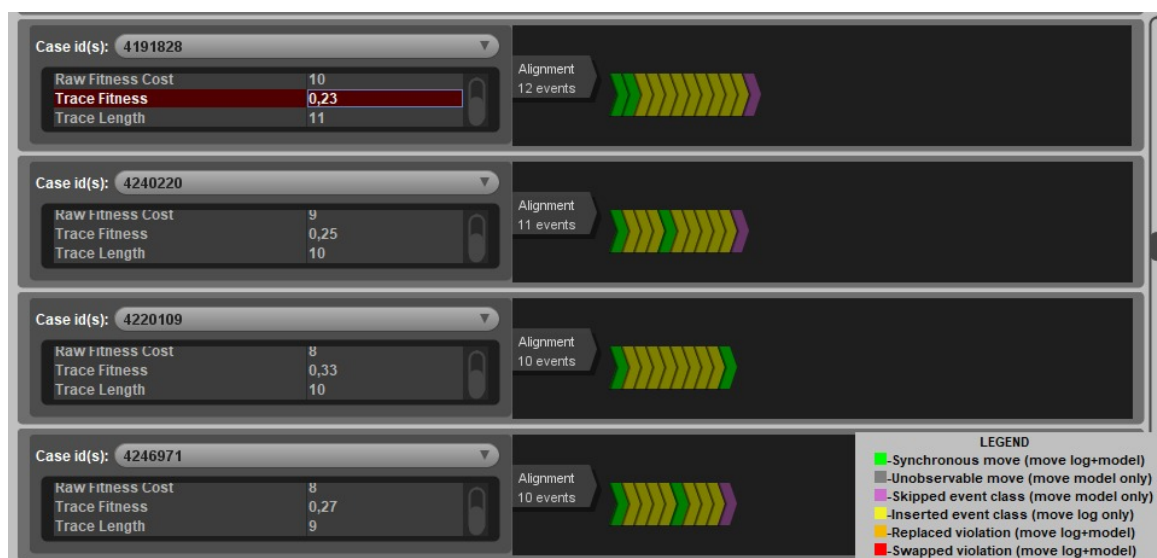 Case id(s): 4191828
Raw Fitness Cost 10
Trace Fitness 0,23
Trace Length 11
Alignment
12 events
Case id(s): 4240220
Raw Fitness Cost 9
Trace Fitness 0,25
Trace Length 10
Alignment
11 events
Case id(s): 4220109
Raw Fitness Cost 8
Trace Fitness 0,33
Trace Length 10
Alignment
10 events
Case id(s): 4246971
Raw Fitness Cost 8
Trace Fitness 0,27
Trace Length 9
Alignment
10 events
LEGEND
-Synchronous move (move log+model)
-Unobservable move (move model only)
-Skipped event class (move model only)
-Inserted event class (move log only)
-Replaced violation (move log+model)
-Swapped violation (move log+model)